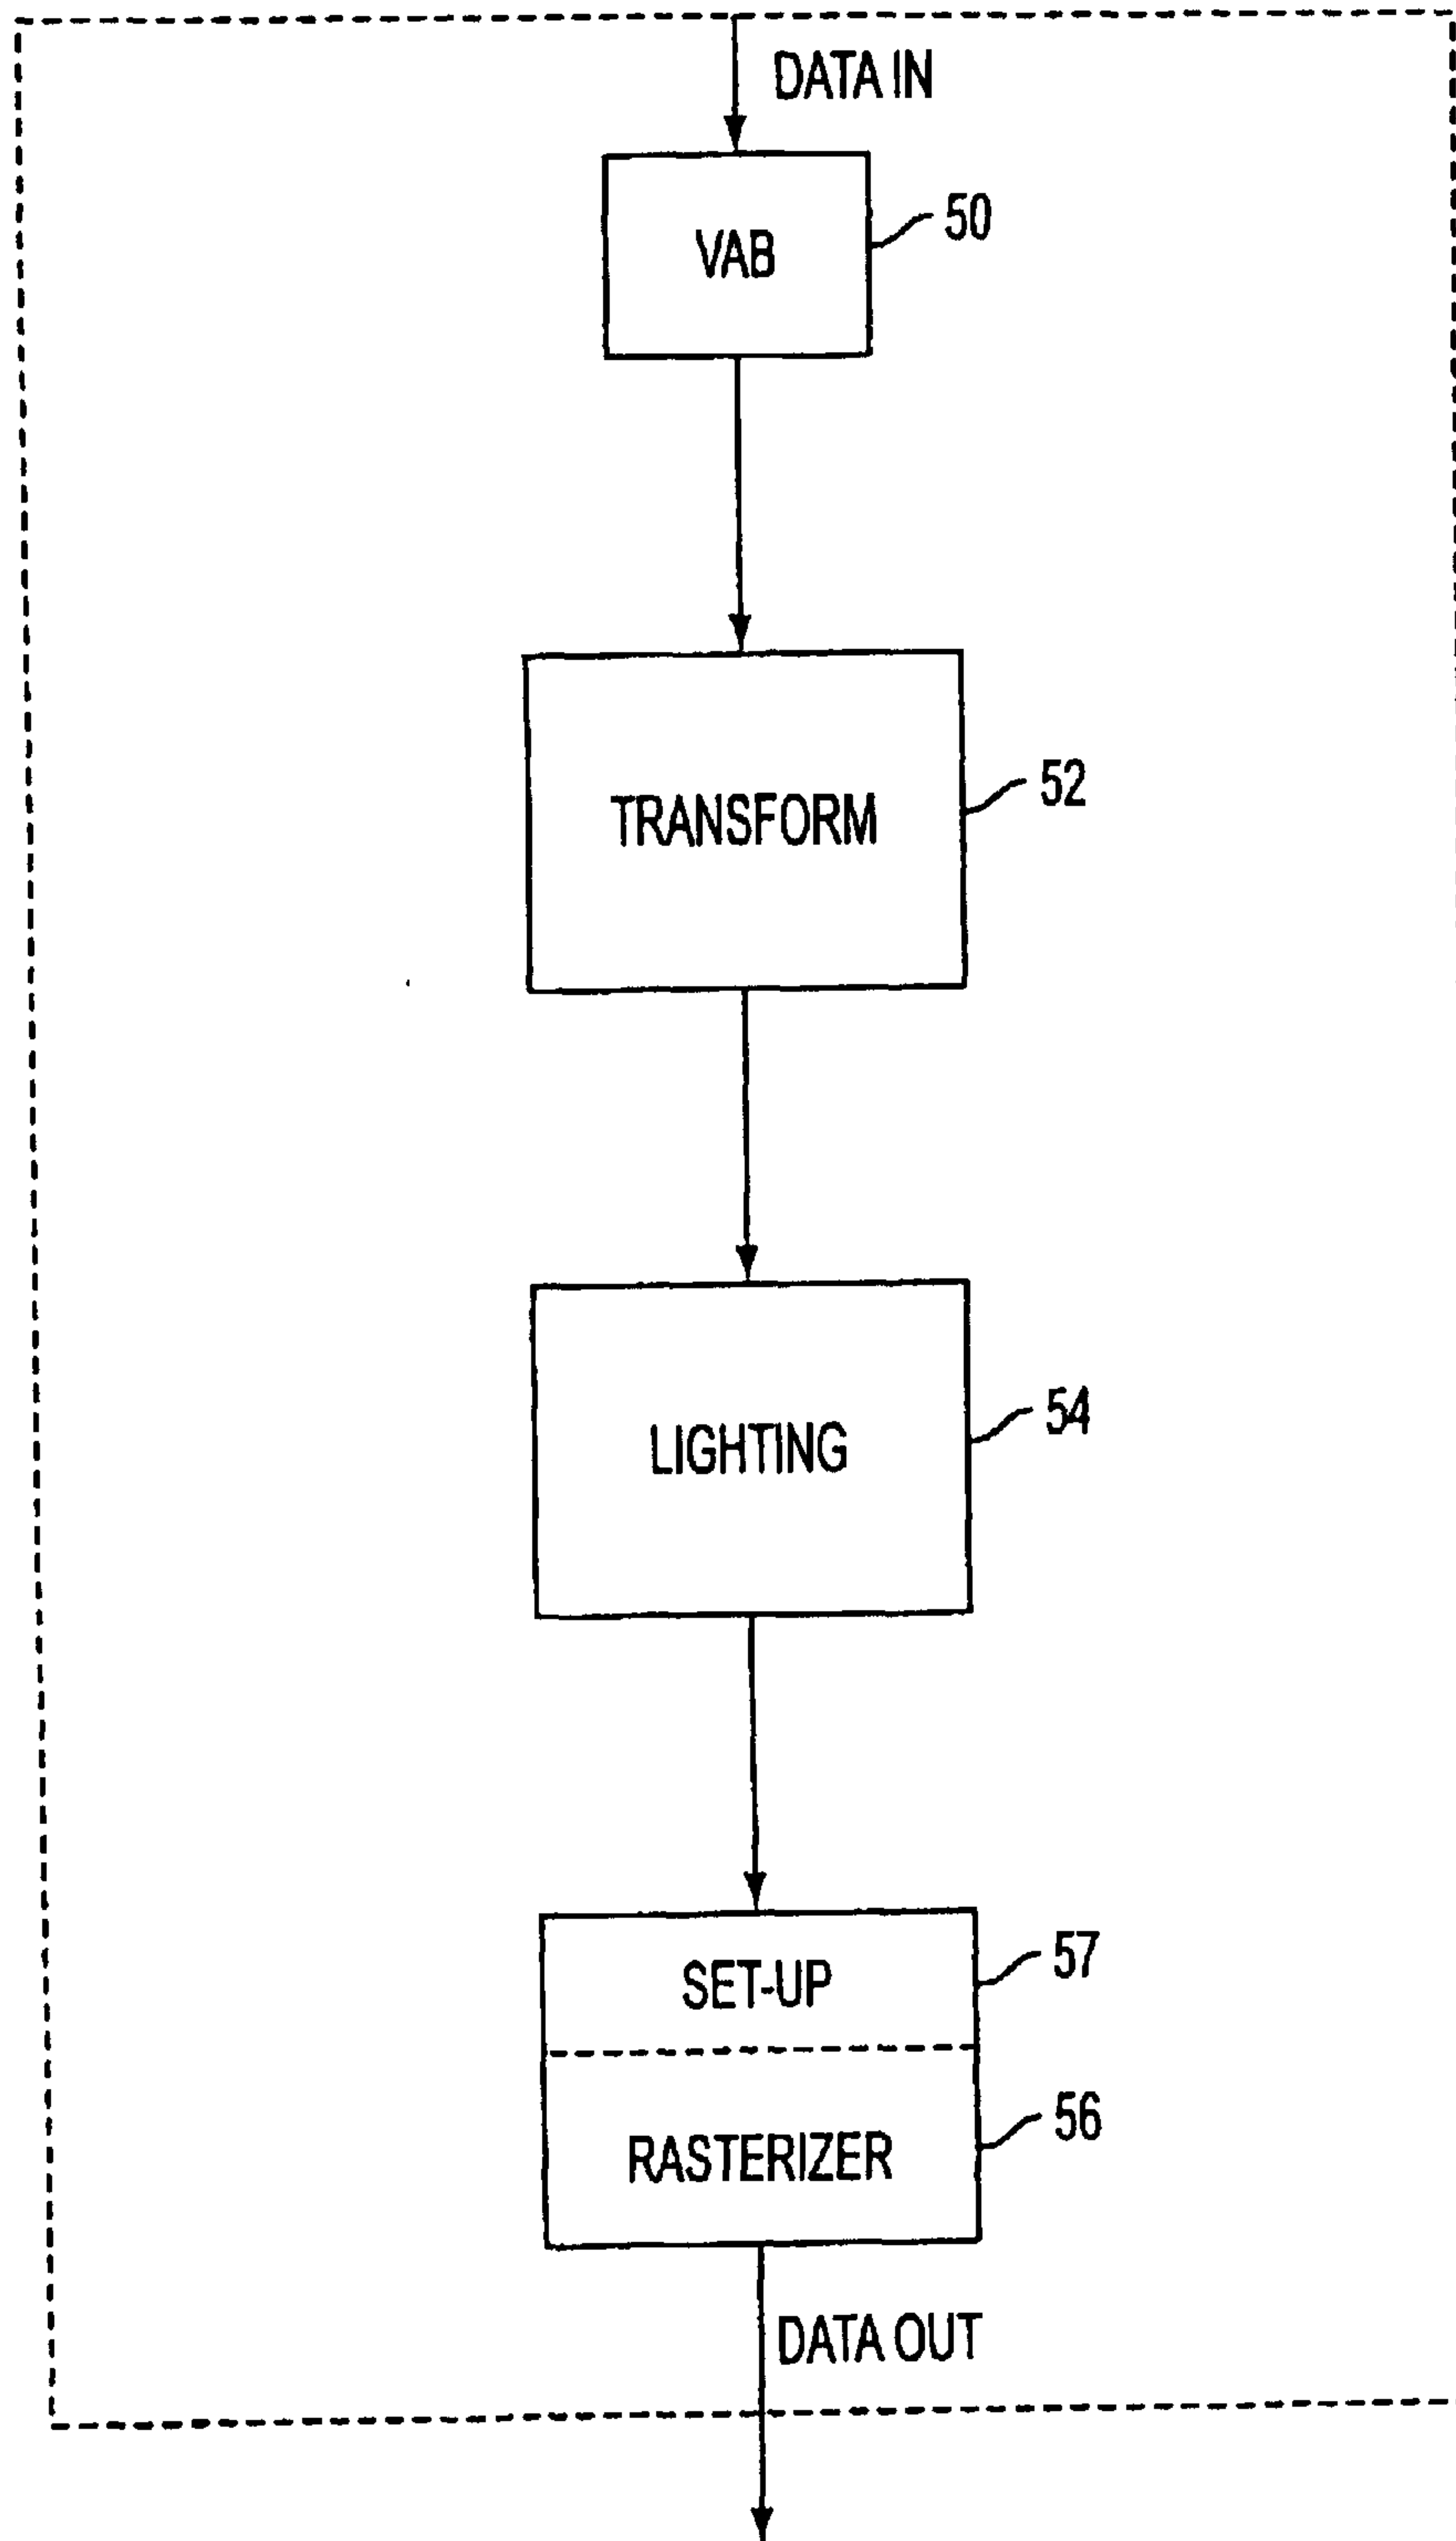 DATA IN
VAB
50
TRANSFORM
52
LIGHTING
54
SET-UP
57
RASTERIZER
56
DATA OUT